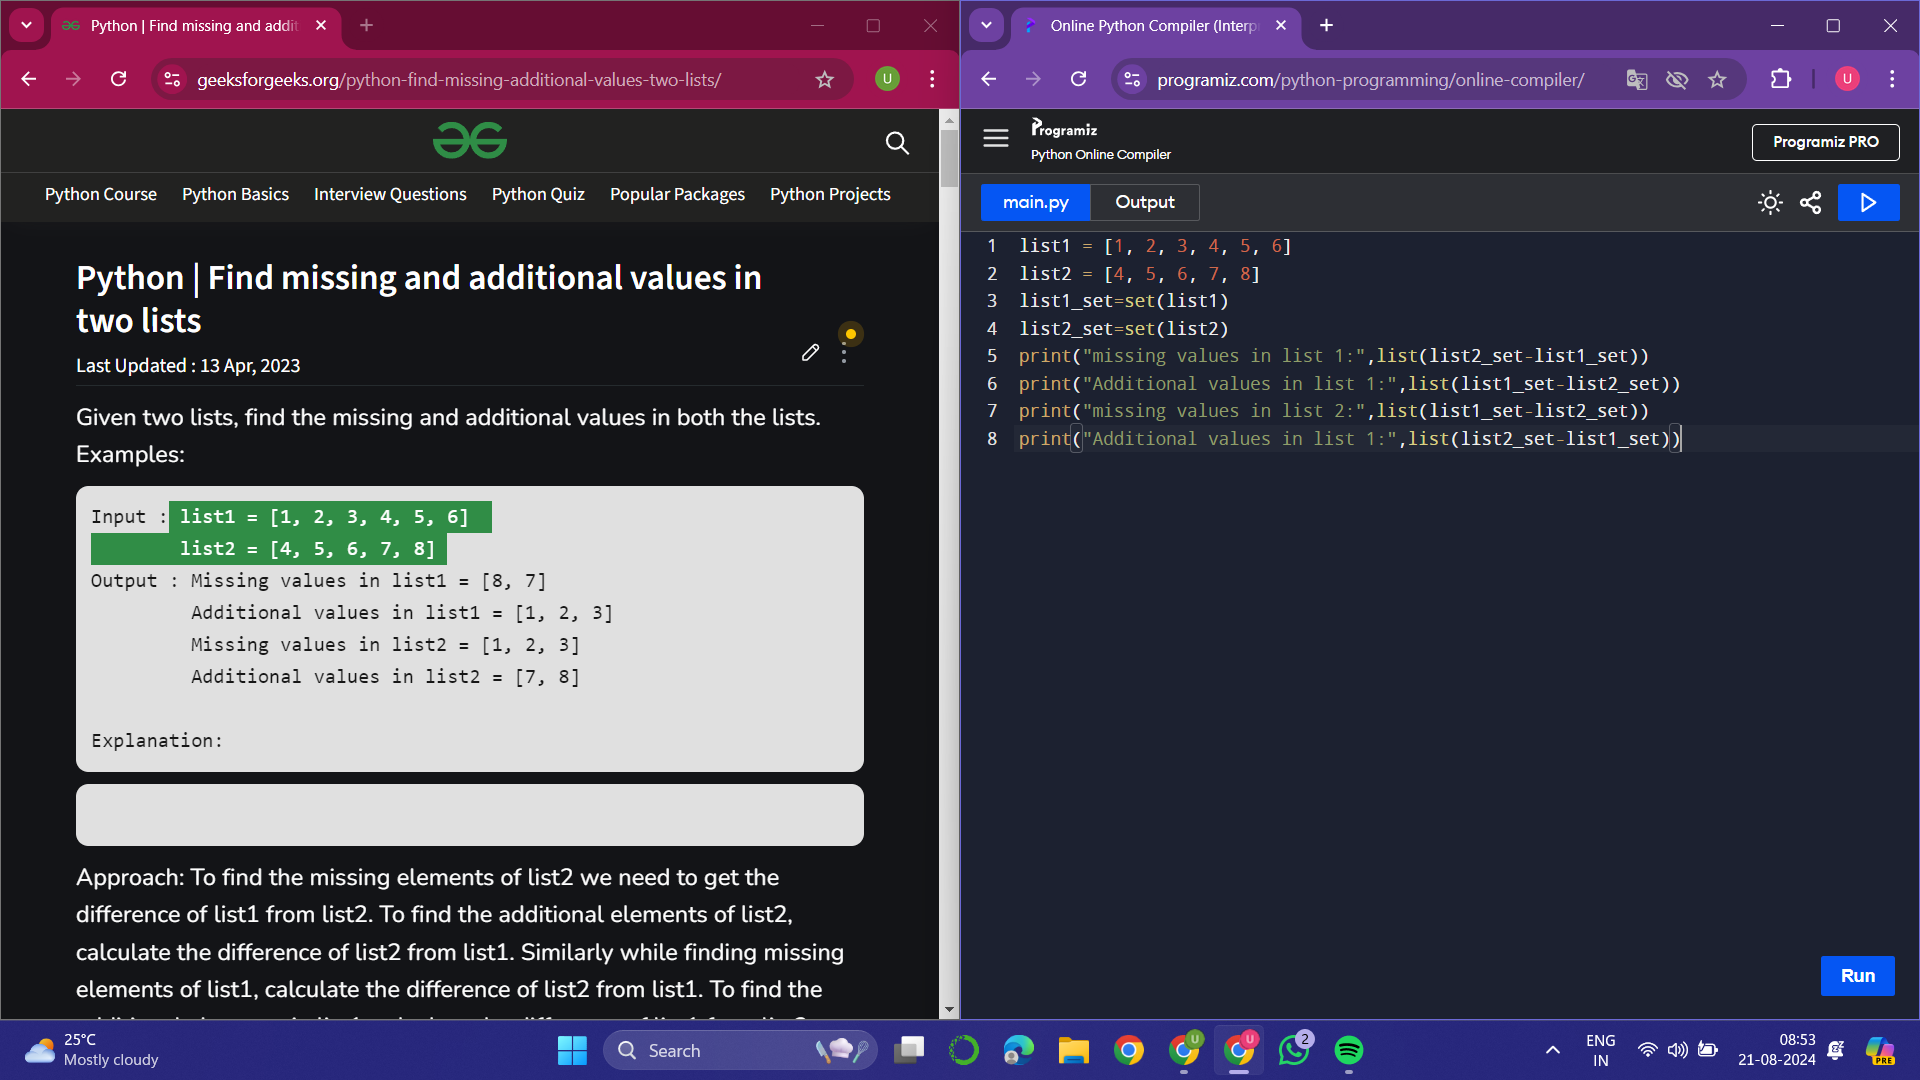 Python | Find missing and addit
geeksforgeeks.org/python-find-missing-additional-values-two-lists/
U
Python Course Python Basics Interview Questions Python Quiz Popular Packages Python Projects
Python | Find missing and additional values in
two lists
Last Updated : 13 Apr, 2023
Given two lists, find the missing and additional values in both the lists.
Examples:
Input : list1 = [1, 2, 3, 4, 5, 6]
list2 = [4, 5, 6, 7, 8]
Output : Missing values in list1 = [8, 7]
Additional values in list1 = [1, 2, 3]
Missing values in list2 = [1, 2, 3]
Additional values in list2 = [7, 8]
Explanation:
Approach: To find the missing elements of list2 we need to get the
difference of list1 from list2. To find the additional elements of list2,
calculate the difference of list2 from list1. Similarly while finding missing
elements of list1, calculate the difference of list2 from list1. To find the
Online Python Compiler (Interp
programiz.com/python-programming/online-compiler/
U
Programiz
Python Online Compiler
Programiz PRO
main.py Output
1 list1 = [1, 2, 3, 4, 5, 6]
2 list2 = [4, 5, 6, 7, 8]
3 list1_set=set(list1)
4 list2_set=set(list2)
5 print("missing values in list 1:",list(list2_set-list1_set))
6 print("Additional values in list 1:",list(list1_set-list2_set))
7 print("missing values in list 2:",list(list1_set-list2_set))
8 print("Additional values in list 1:",list(list2_set-list1_set))
Run
25°C
Mostly cloudy
Search
U
U
2
ENG
IN
08:53
21-08-2024
PRE